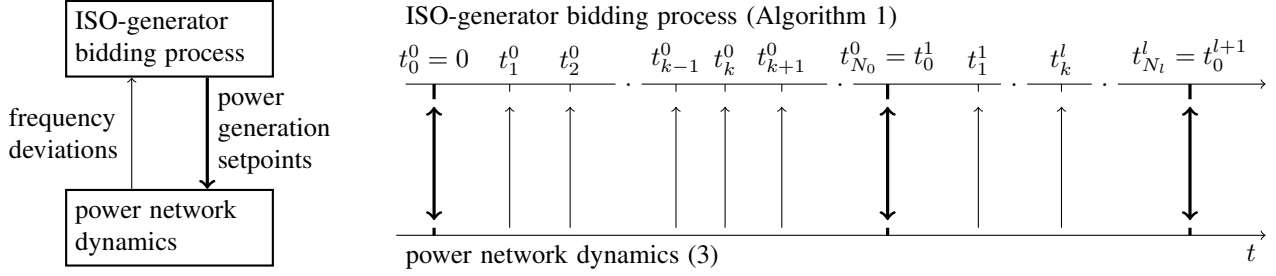 ISO-generator
bidding process
frequency
deviations
power
generation
setpoints
power network
dynamics
ISO-generator bidding process (Algorithm 1)
t_0^0 = 0 t_1^0 t_2^0 t_{k-1}^0 t_k^0 t_{k+1}^0 t_{N_0}^0 = t_0^1 t_1^1 t_k^l t_{N_l}^l = t_0^{l+1}
power network dynamics (3) t